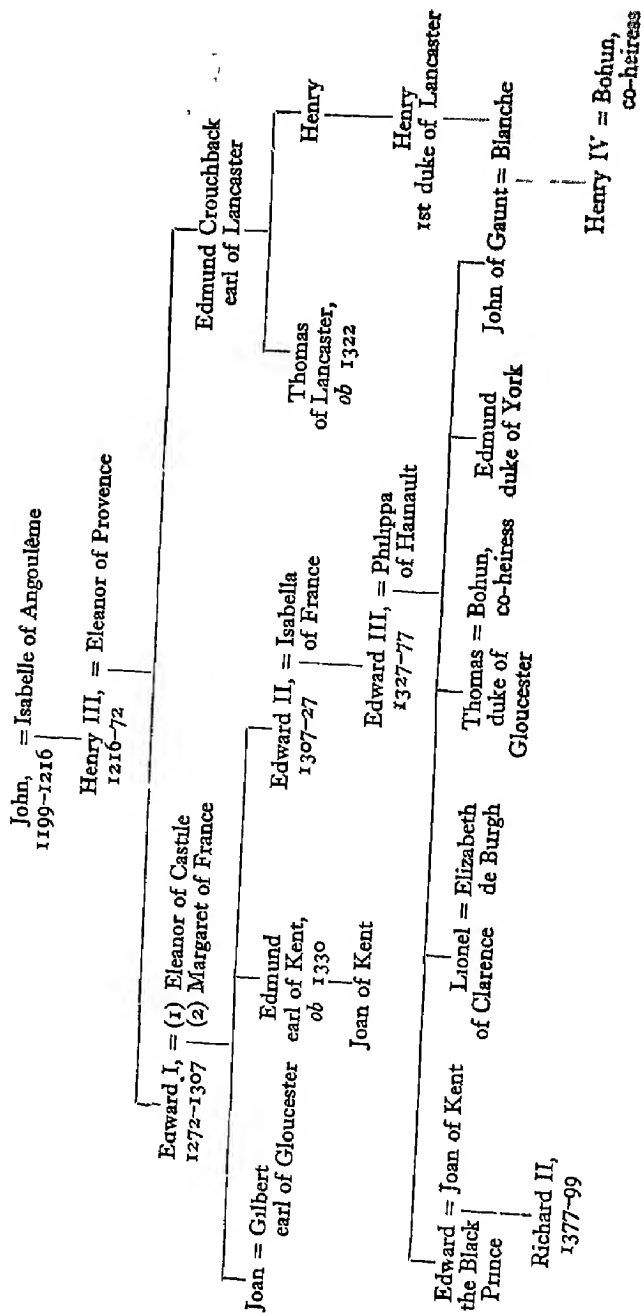 John, = Isabelle of Angoulême
1199–1216
Henry III, = Eleanor of Provence
1216–72
Edward I, = (1) Eleanor of Castile
1272–1307 (2) Margaret of France
Edmund Crouchback
earl of Lancaster
Joan = Gilbert
earl of Gloucester
Edmund
earl of Kent,
ob 1330
Joan of Kent
Edward II, = Isabella
1307–27 of France
Thomas
of Lancaster,
ob 1322
Henry
Henry
1st duke of Lancaster
Edward III, = Philippa
1327–77 of Hainault
Edward = Joan of Kent
the Black
Prince
Richard II,
1377–99
Lionel = Elizabeth
of Clarence de Burgh
Thomas = Bohun,
duke of co-heiress
Gloucester
Edmund
duke of York
John of Gaunt = Blanche
Henry IV = Bohun,
co-heiress